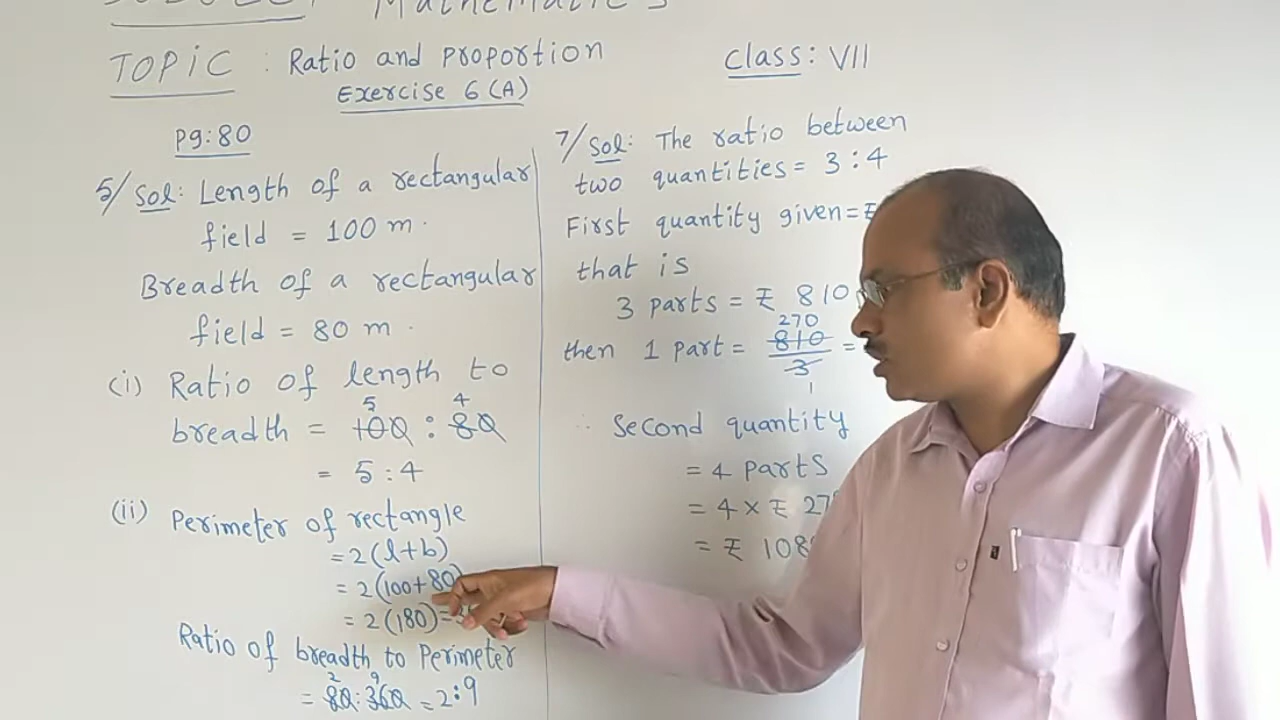 Mathematics
TOPIC : Ratio and proportion
Class: VII
Exercise 6(A)
Pg:80
5/ Sol: Length of a rectangular
field = 100 m.
Breadth of a rectangular
field = 80 m.
(i) Ratio of length to
5 4
breadth = 100 : 80
= 5:4
(ii) Perimeter of rectangle
= 2(l+b)
= 2(100+80)
= 2(180)=
Ratio of breadth to Perimeter
2 9
= 80:360 = 2:9
7/ Sol: The ratio between
two quantities = 3:4
First quantity given = ₹
that is
3 parts = ₹ 810
270
then 1 part = 810/3 =
1
∴ Second quantity
= 4 parts
= 4 × ₹ 27
= ₹ 108